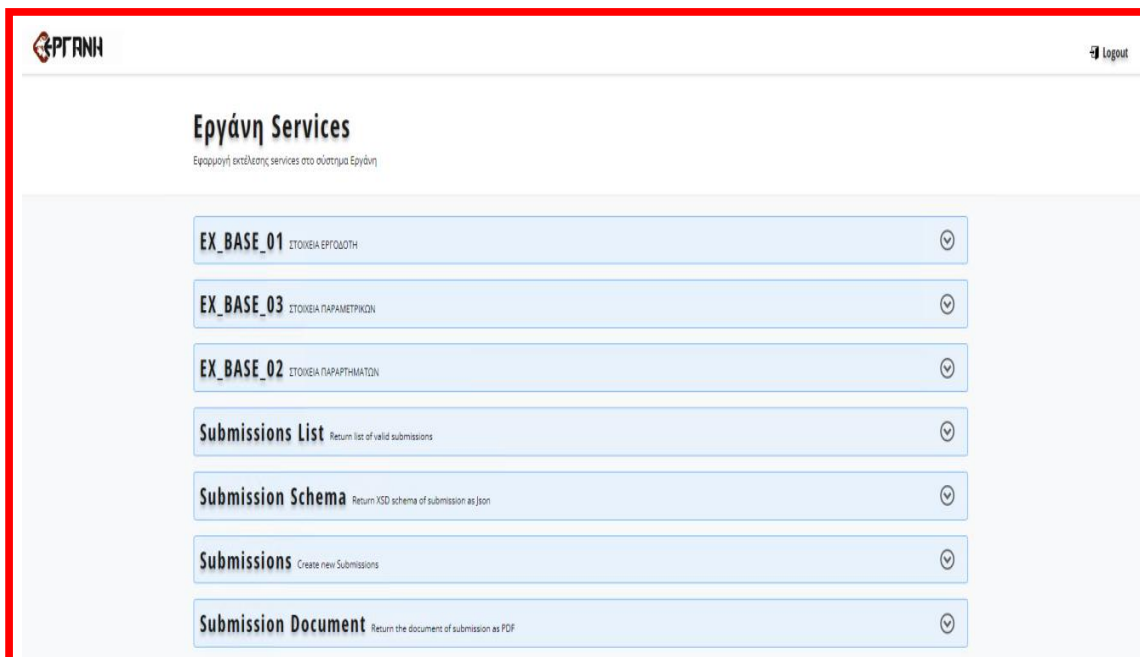 ΕΡΓΑΝΗ
Logout
Εργάνη Services
Εφαρμογή εκτέλεσης services στο σύστημα Εργάνη
EX_BASE_01 ΣΤΟΙΧΕΙΑ ΕΡΓΟΔΟΤΗ
EX_BASE_03 ΣΤΟΙΧΕΙΑ ΠΑΡΑΜΕΤΡΙΚΩΝ
EX_BASE_02 ΣΤΟΙΧΕΙΑ ΠΑΡΑΡΤΗΜΑΤΩΝ
Submissions List Return list of valid submissions
Submission Schema Return XSD schema of submission as Json
Submissions Create new Submissions
Submission Document Return the document of submission as PDF